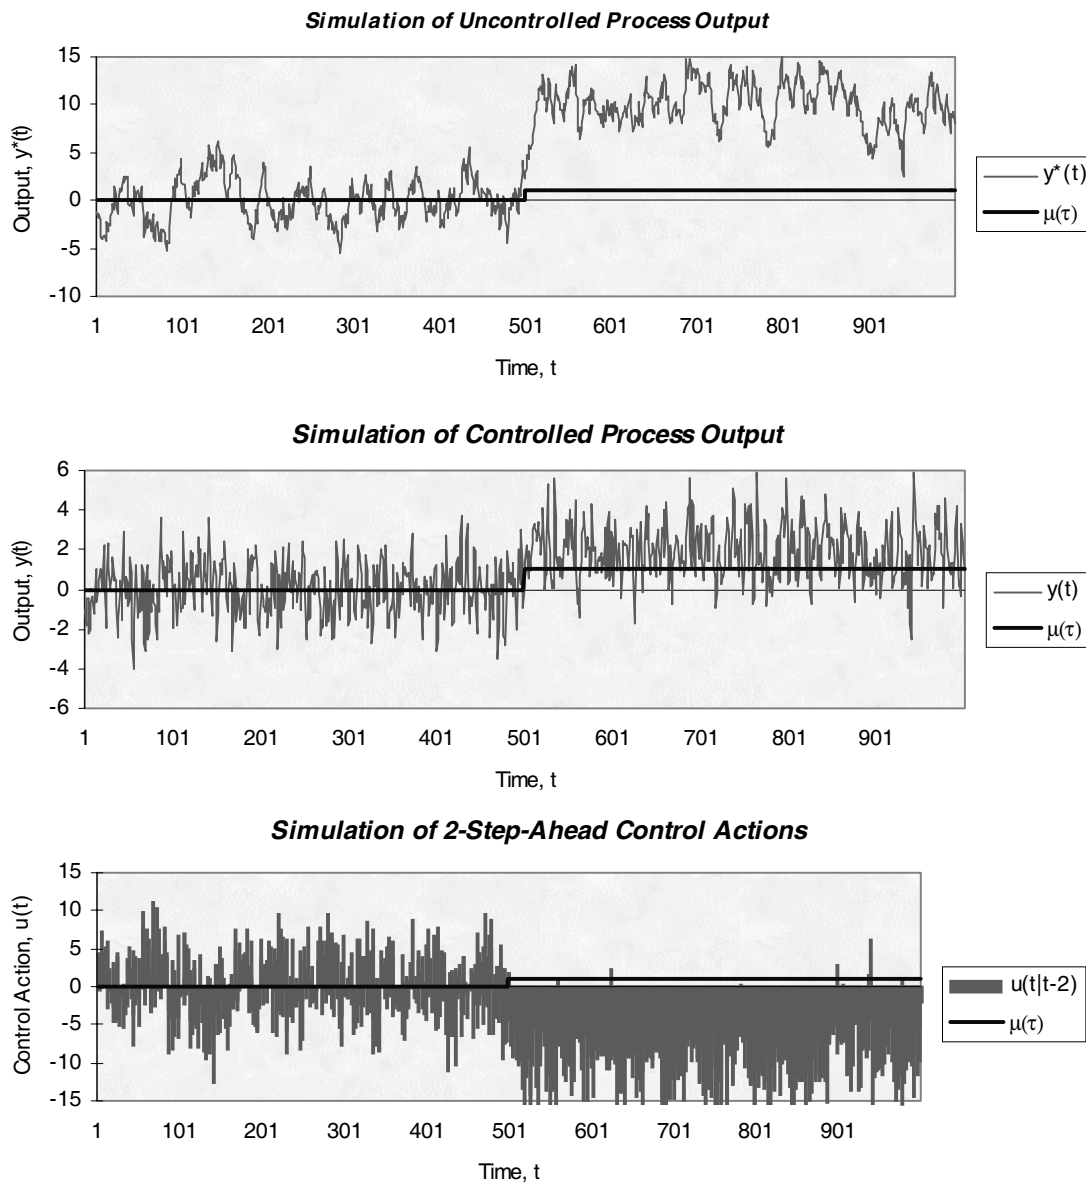 Simulation of Uncontrolled Process Output
Output, y*(t)
15
10
5
0
-5
-10
1 101 201 301 401 501 601 701 801 901
Time, t
y*(t)
μ(τ)
Simulation of Controlled Process Output
Output, y(t)
6
4
2
0
-2
-4
-6
1 101 201 301 401 501 601 701 801 901
Time, t
y(t)
μ(τ)
Simulation of 2-Step-Ahead Control Actions
Control Action, u(t)
15
10
5
0
-5
-10
-15
1 101 201 301 401 501 601 701 801 901
Time, t
u(t|t-2)
μ(τ)